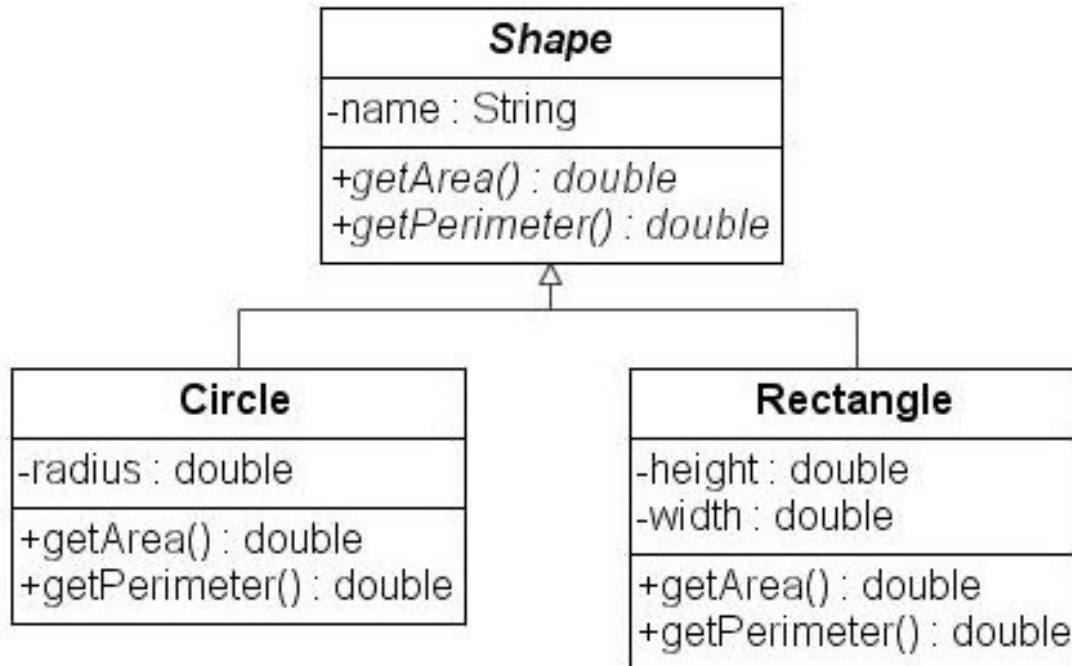 Shape
-name : String
+getArea() : double
+getPerimeter() : double
Circle
-radius : double
+getArea() : double
+getPerimeter() : double
Rectangle
-height : double
-width : double
+getArea() : double
+getPerimeter() : double